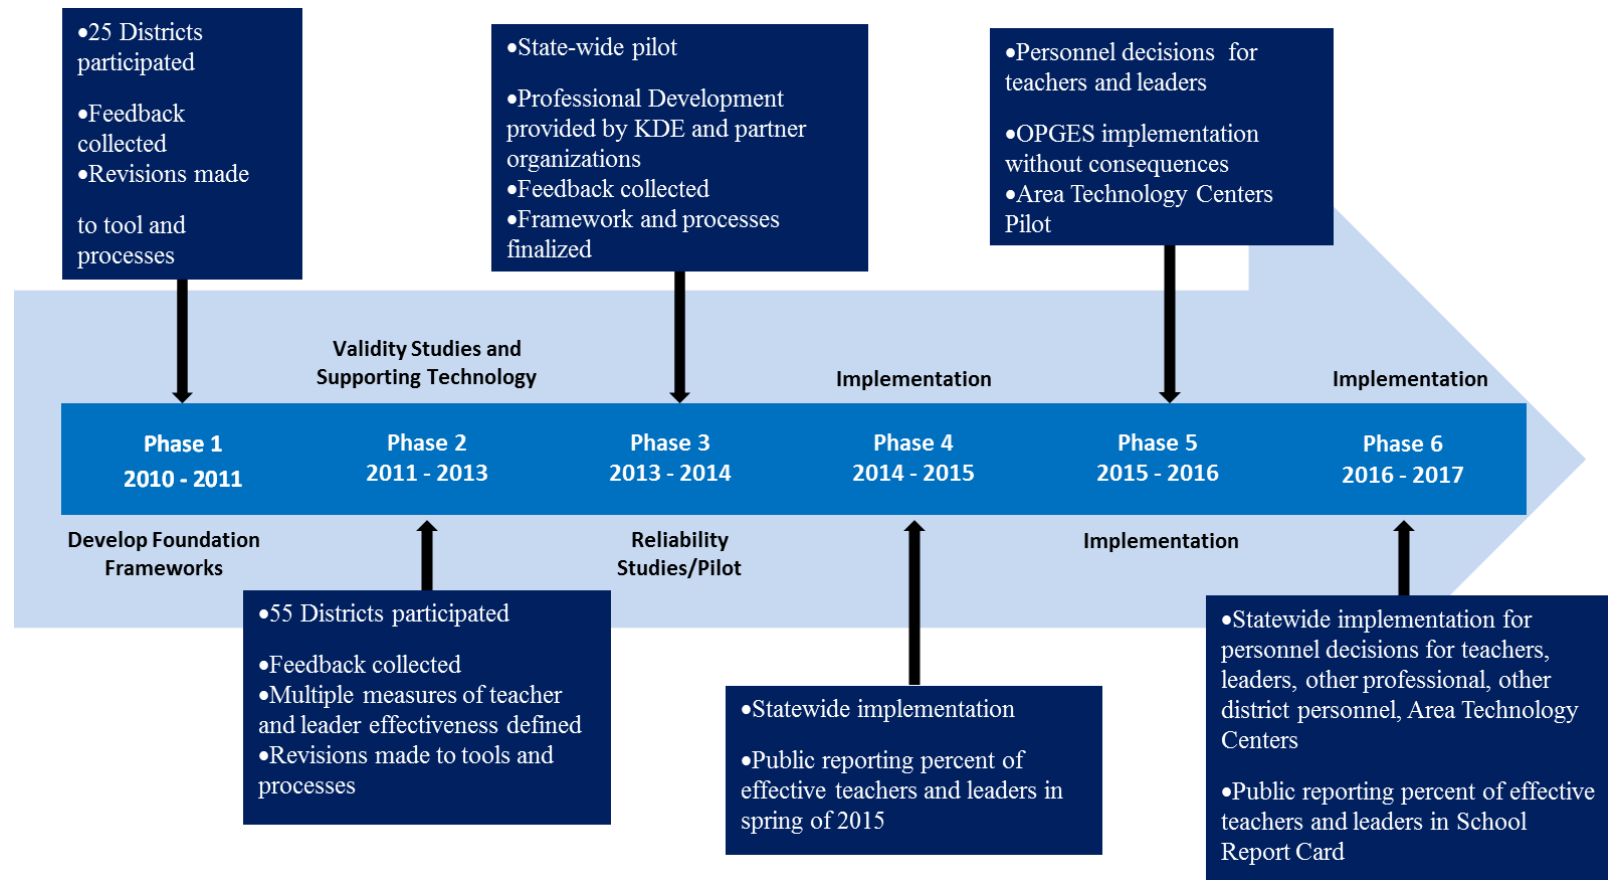 •25 Districts
participated
•Feedback
collected
•Revisions made
to tool and
processes
•State-wide pilot
•Professional Development
provided by KDE and partner
organizations
•Feedback collected
•Framework and processes
finalized
•Personnel decisions for
teachers and leaders
•OPGES implementation
without consequences
•Area Technology Centers
Pilot
Validity Studies and
Supporting Technology
Implementation
Implementation
Phase 1
2010 - 2011
Phase 2
2011 - 2013
Phase 3
2013 - 2014
Phase 4
2014 - 2015
Phase 5
2015 - 2016
Phase 6
2016 - 2017
Develop Foundation
Frameworks
Reliability
Studies/Pilot
Implementation
•55 Districts participated
•Feedback collected
•Multiple measures of teacher
and leader effectiveness defined
•Revisions made to tools and
processes
•Statewide implementation
•Public reporting percent of
effective teachers and leaders in
spring of 2015
•Statewide implementation for
personnel decisions for teachers,
leaders, other professional, other
district personnel, Area Technology
Centers
•Public reporting percent of effective
teachers and leaders in School
Report Card